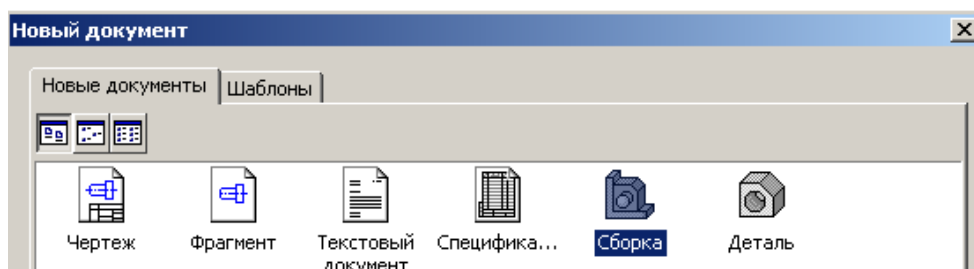 Новый документ
Новые документы Шаблоны
Чертеж Фрагмент Текстовый документ Специфика... Сборка Деталь